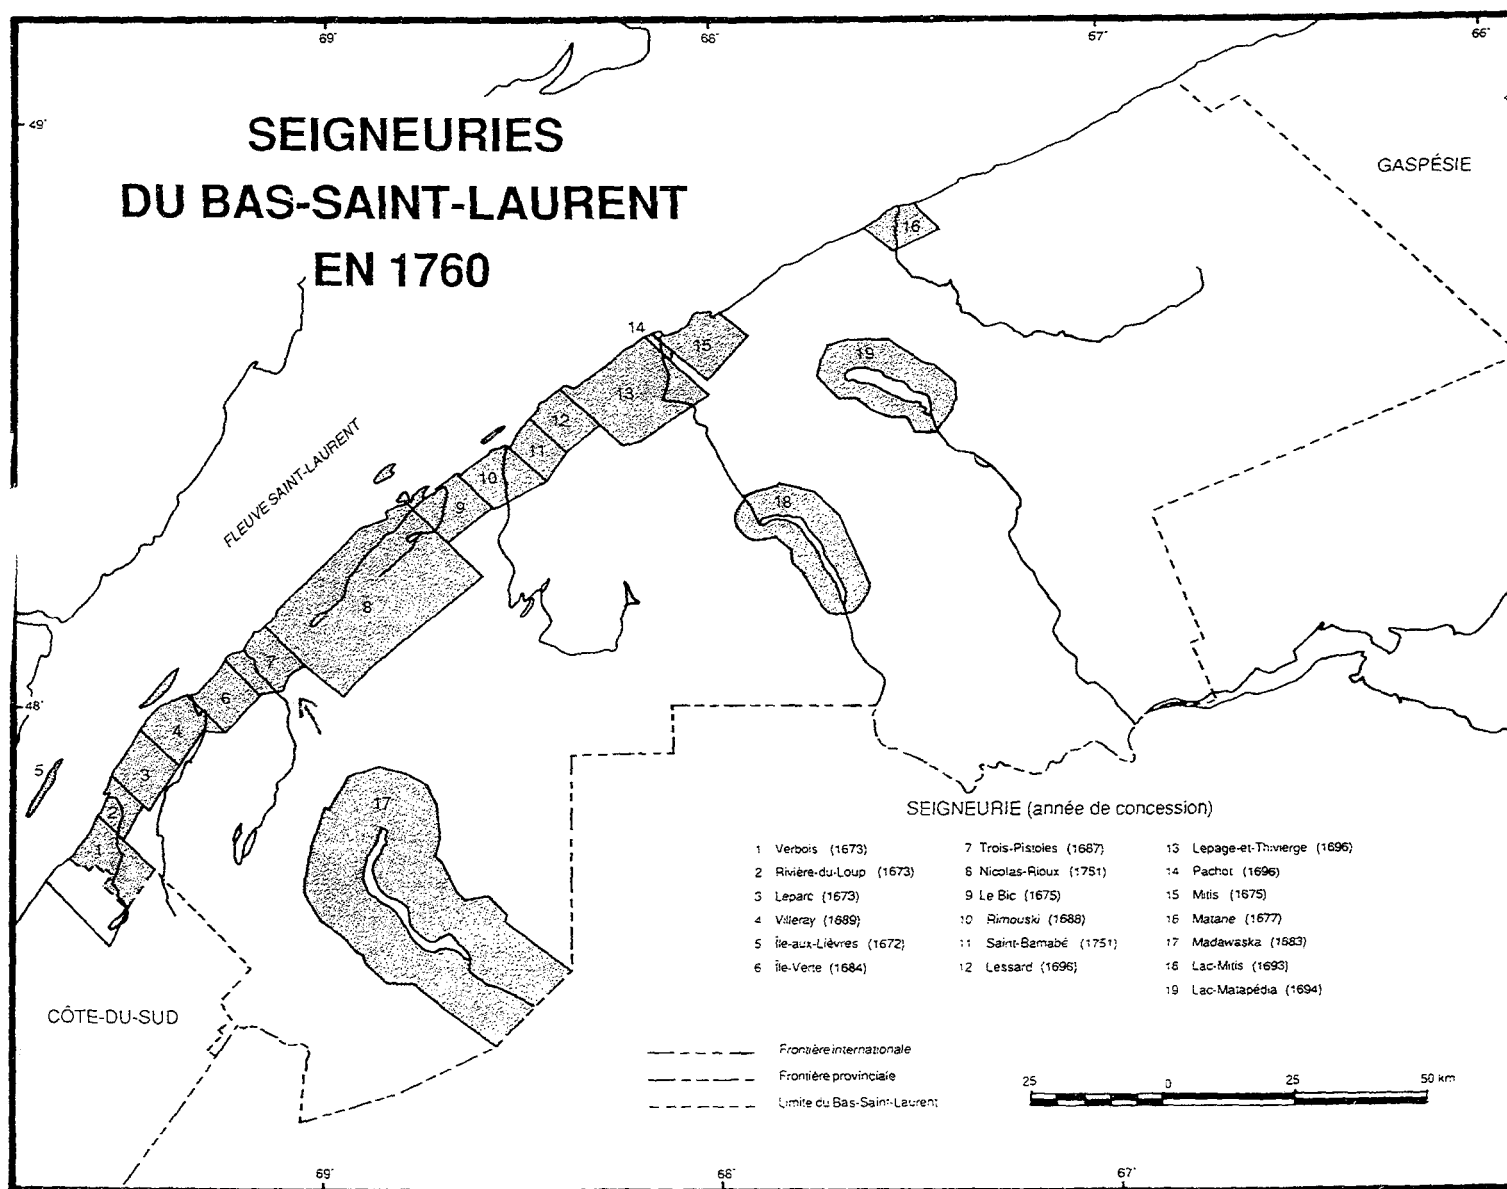 69°
68°
67°
66°
49°
SEIGNEURIES
DU BAS-SAINT-LAURENT
EN 1760
GASPÉSIE
16
14
15
19
13
12
11
10
9
18
FLEUVE SAINT-LAURENT
8
7
6
48°
4
5
3
2
1
17
CÔTE-DU-SUD
SEIGNEURIE (année de concession)
1 Verbois (1673)
2 Rivière-du-Loup (1673)
3 Leparc (1673)
4 Villeray (1689)
5 Île-aux-Lièvres (1672)
6 Île-Verte (1684)
7 Trois-Pistoles (1687)
8 Nicolas-Rioux (1751)
9 Le Bic (1675)
10 Rimouski (1688)
11 Saint-Barnabé (1751)
12 Lessard (1696)
13 Lepage-et-Thivierge (1696)
14 Pachot (1696)
15 Mitis (1675)
16 Matane (1677)
17 Madawaska (1683)
18 Lac-Mitis (1693)
19 Lac-Matapédia (1694)
Frontière internationale
Frontière provinciale
Limite du Bas-Saint-Laurent
25 0 25 50 km
69°
68°
67°